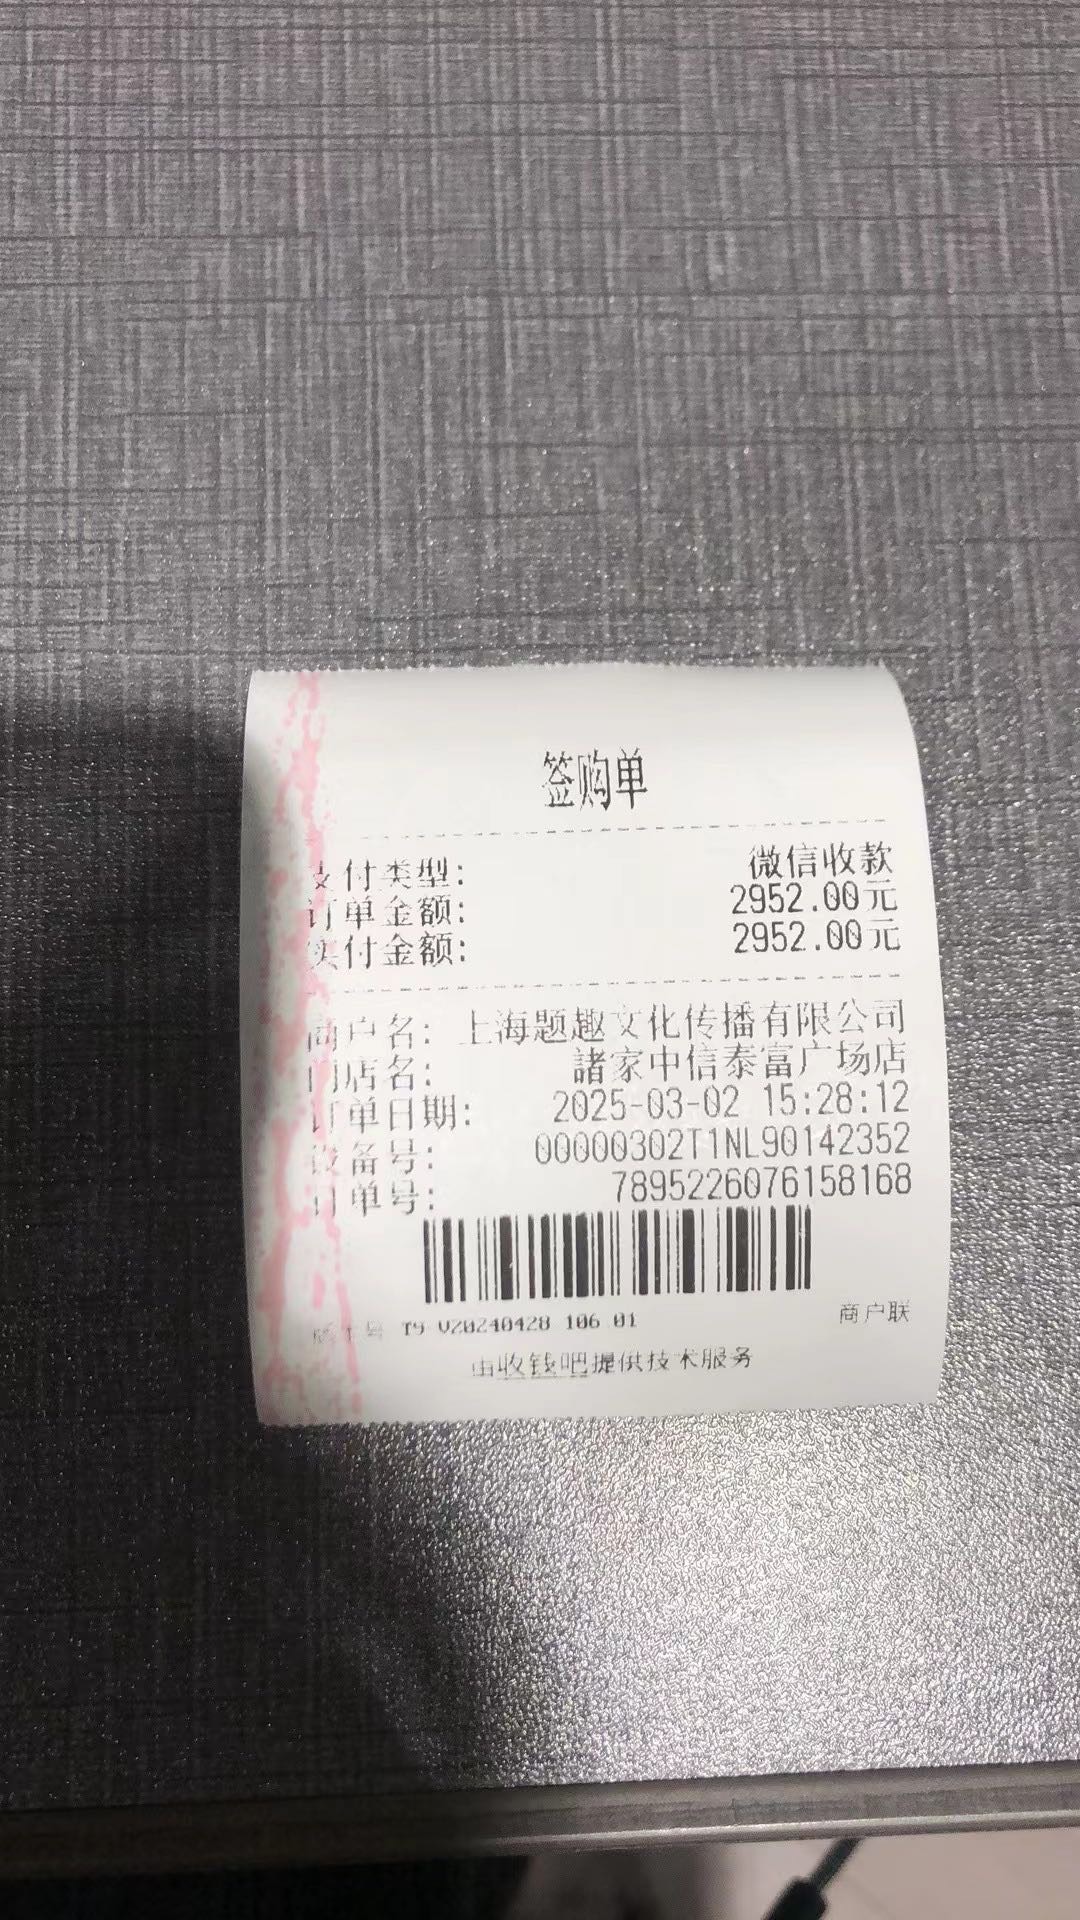 签购单
支付类型: 微信收款
订单金额: 2952.00元
实付金额: 2952.00元
商户名: 上海题趣文化传播有限公司
门店名: 諸家中信泰富广场店
订单日期: 2025-03-02 15:28:12
设备号: 00000302T1NL90142352
订单号: 7895226076158168
T9 V20240428 106 01
商户联
由收钱吧提供技术服务